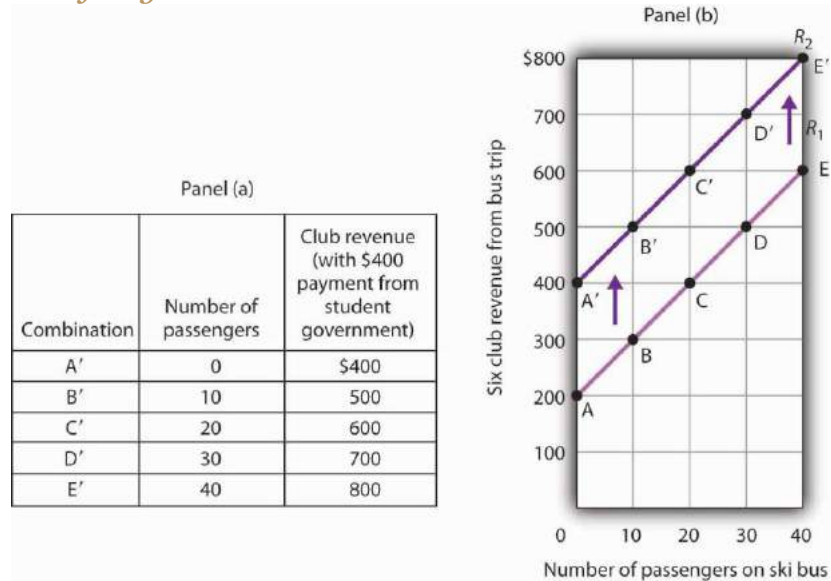 Panel (a)
Combination
Number of
passengers
Club revenue
(with $400
payment from
student
government)
A' 0 $400
B' 10 500
C' 20 600
D' 30 700
E' 40 800
Panel (b)
Six club revenue from bus trip
$800
700
600
500
400
300
200
100
0 10 20 30 40
Number of passengers on ski bus
R2
E'
D'
R1
E
C'
B'
D
A'
C
B
A